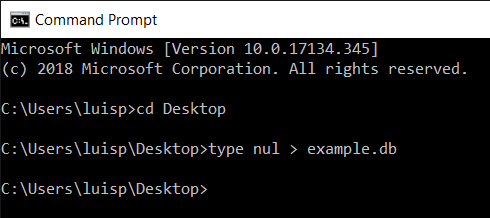 Command Prompt
Microsoft Windows [Version 10.0.17134.345]
(c) 2018 Microsoft Corporation. All rights reserved.
C:\Users\luisp>cd Desktop
C:\Users\luisp\Desktop>type nul > example.db
C:\Users\luisp\Desktop>